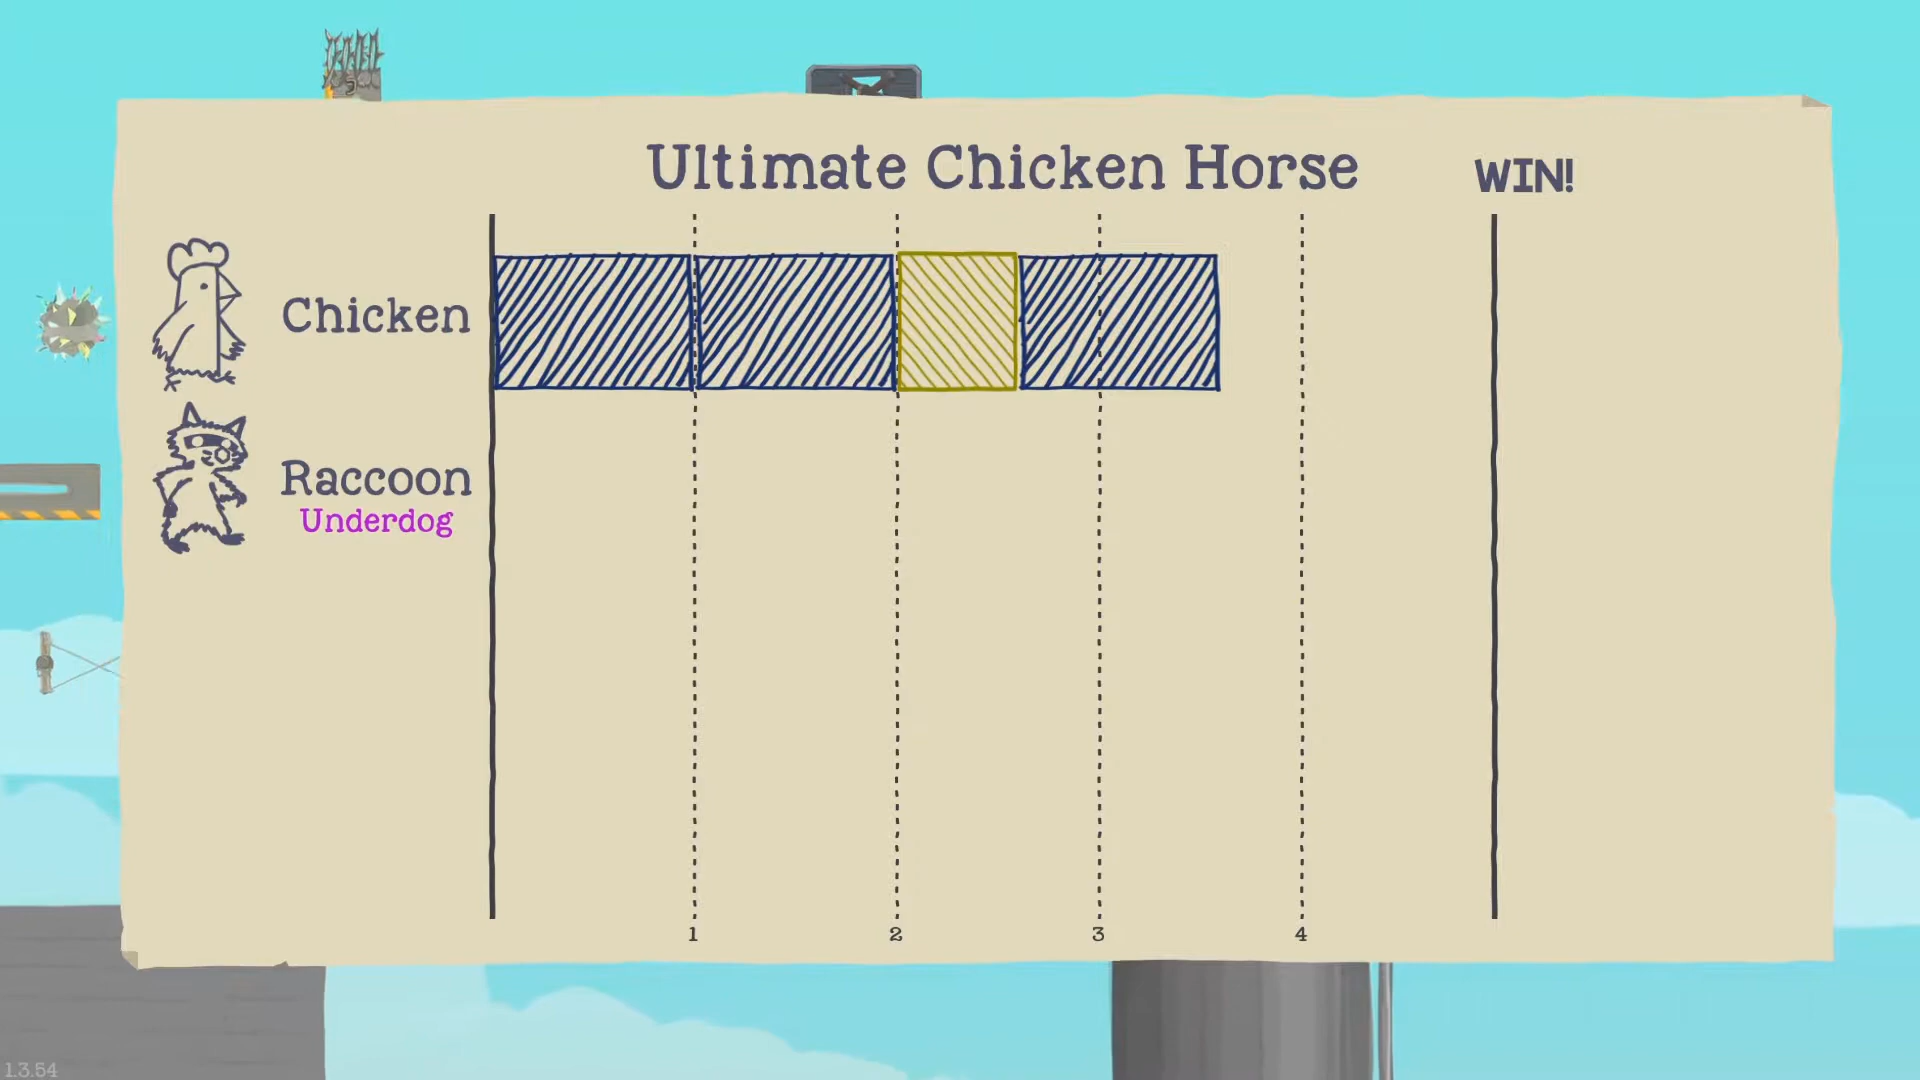 Ultimate Chicken Horse
WIN!
Chicken
Raccoon
Underdog
1 2 3 4
1.3.54